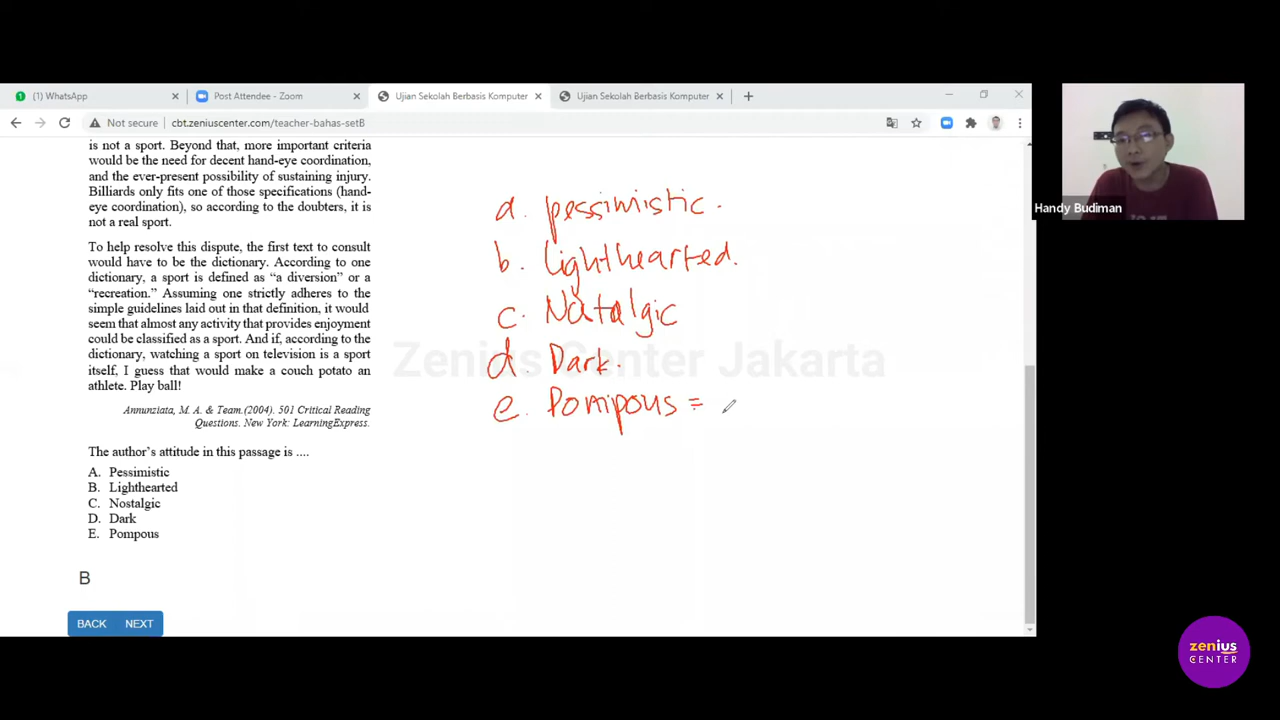 (1) WhatsApp
Post Attendee - Zoom
Ujian Sekolah Berbasis Komputer
Ujian Sekolah Berbasis Komputer
Not secure
cbt.zeniuscenter.com/teacher-bahas-setB
is not a sport. Beyond that, more important criteria
would be the need for decent hand-eye coordination,
and the ever-present possibility of sustaining injury.
Billiards only fits one of those specifications (hand-
eye coordination), so according to the doubters, it is
not a real sport.
To help resolve this dispute, the first text to consult
would have to be the dictionary. According to one
dictionary, a sport is defined as “a diversion” or a
“recreation.” Assuming one strictly adheres to the
simple guidelines laid out in that definition, it would
seem that almost any activity that provides enjoyment
could be classified as a sport. And if, according to the
dictionary, watching a sport on television is a sport
itself, I guess that would make a couch potato an
athlete. Play ball!
Annunziata, M. A. & Team.(2004). 501 Critical Reading
Questions. New York: LearningExpress.
The author’s attitude in this passage is ....
A. Pessimistic
B. Lighthearted
C. Nostalgic
D. Dark
E. Pompous
B
BACK
NEXT
a. pessimistic.
b. lighthearted.
c. Natalgic
d. Dark.
e. Pompous =
Zenius Center Jakarta
Handy Budiman
zenius
CENTER